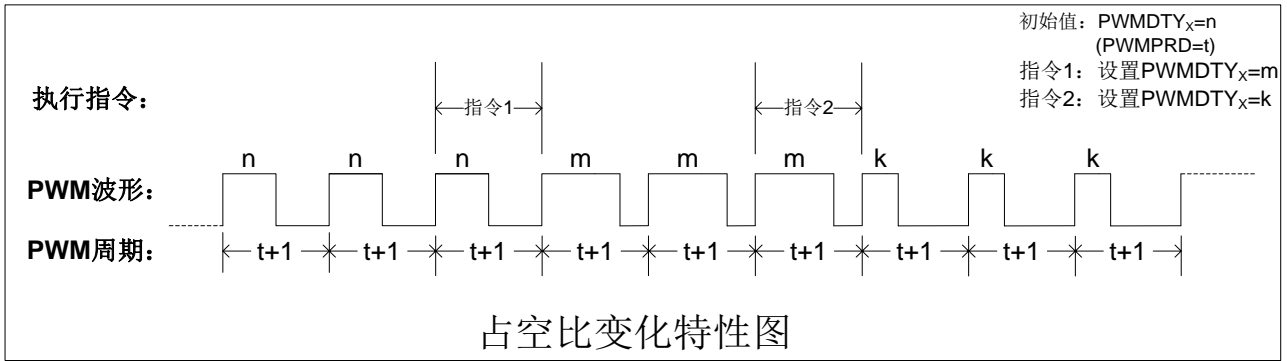 初始值：PWMDTYX=n
(PWMPRD=t)
指令1：设置PWMDTYX=m
指令2：设置PWMDTYX=k
执行指令：
指令1 指令2
n n n m m m k k k
PWM波形：
PWM周期：
t+1 t+1 t+1 t+1 t+1 t+1 t+1 t+1 t+1
占空比变化特性图